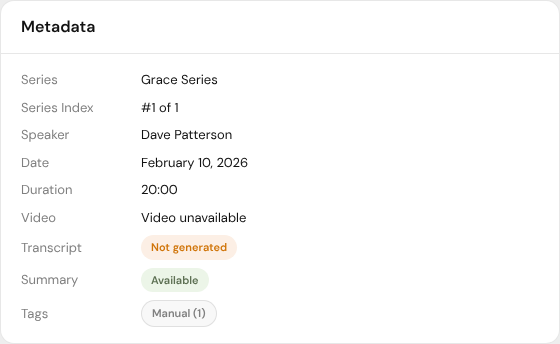 Metadata
Series Grace Series
Series Index #1 of 1
Speaker Dave Patterson
Date February 10, 2026
Duration 20:00
Video Video unavailable
Transcript Not generated
Summary Available
Tags Manual (1)